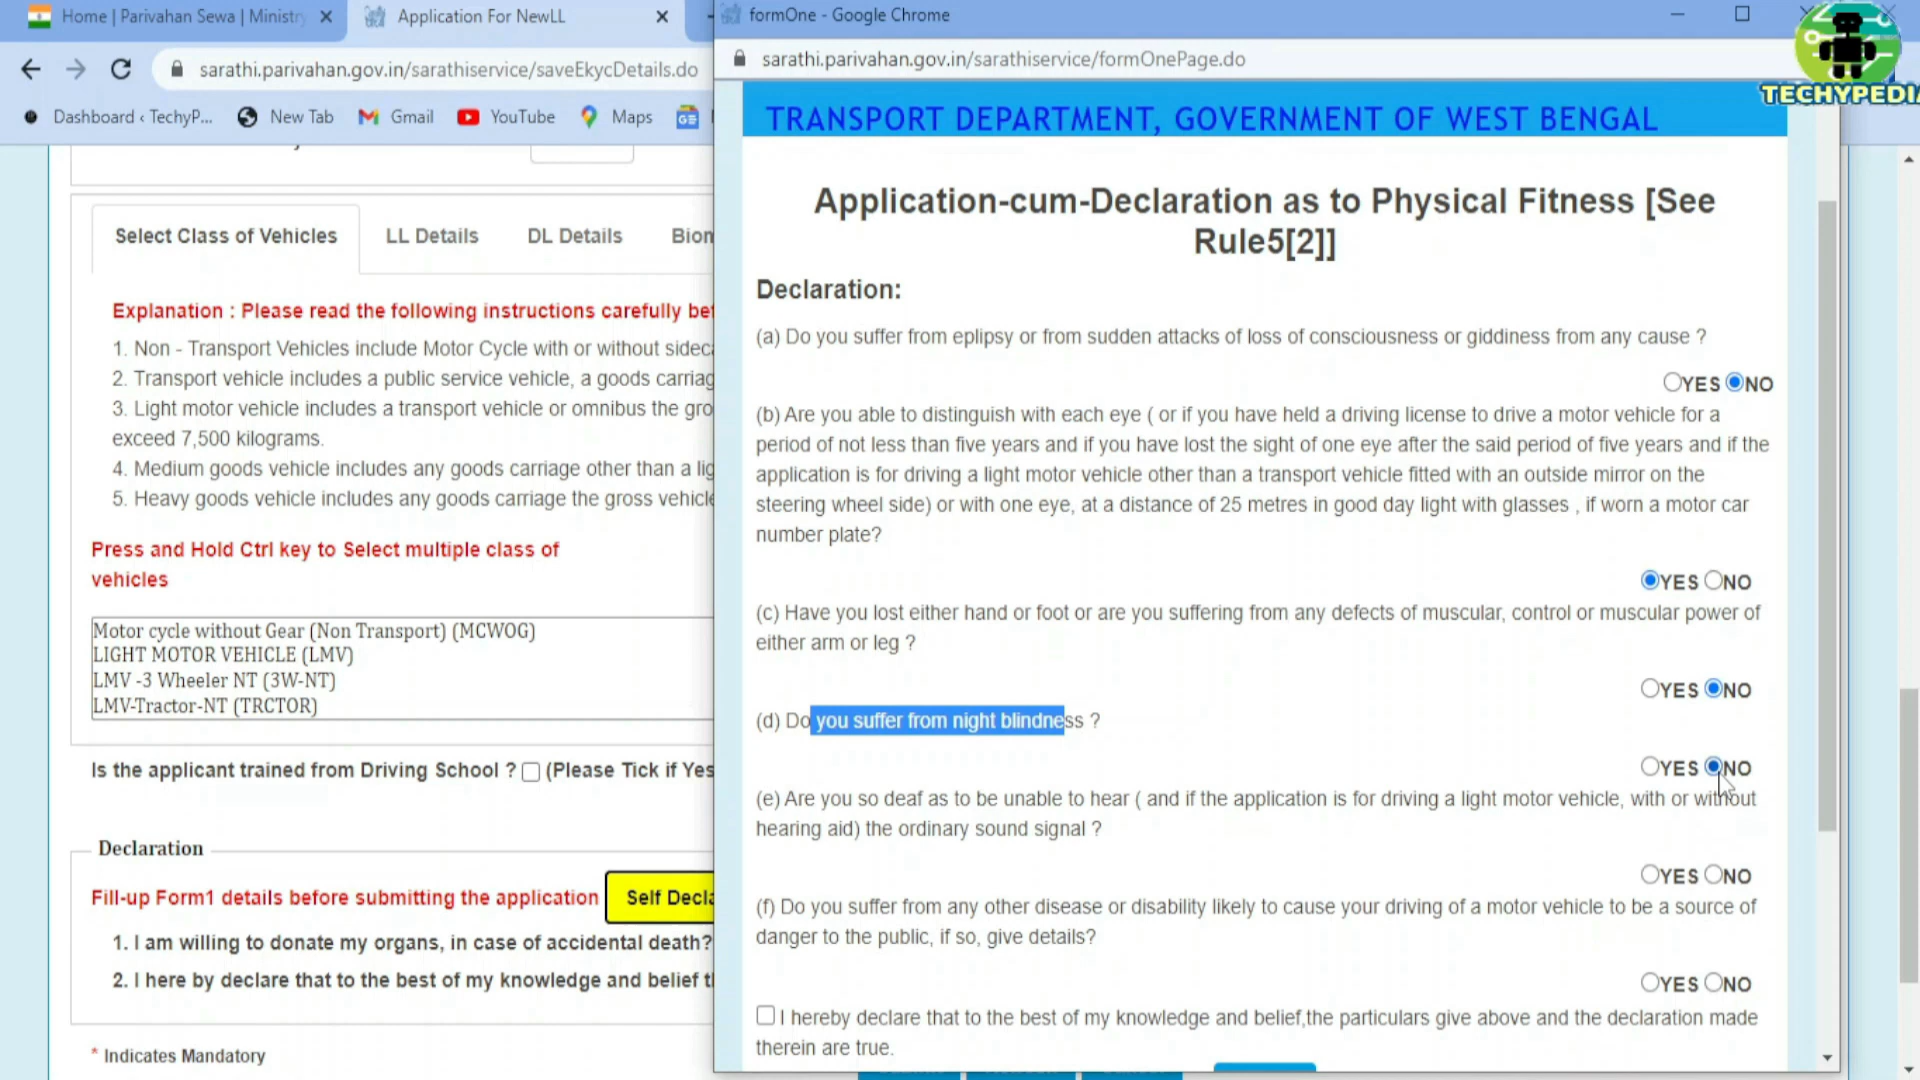 Home | Parivahan Sewa | Ministry
Application For NewLL
formOne - Google Chrome
sarathi.parivahan.gov.in/sarathiservice/saveEkycDetails.do
sarathi.parivahan.gov.in/sarathiservice/formOnePage.do
TECHYPEDIA
Dashboard ‹ TechyP...
New Tab
Gmail
YouTube
Maps
GE
Select Class of Vehicles
LL Details
DL Details
Explanation : Please read the following instructions carefully bef
1. Non - Transport Vehicles include Motor Cycle with or without sideca
2. Transport vehicle includes a public service vehicle, a goods carriag
3. Light motor vehicle includes a transport vehicle or omnibus the gro
exceed 7,500 kilograms.
4. Medium goods vehicle includes any goods carriage other than a lig
5. Heavy goods vehicle includes any goods carriage the gross vehicle
Press and Hold Ctrl key to Select multiple class of
vehicles
Motor cycle without Gear (Non Transport) (MCWOG)
LIGHT MOTOR VEHICLE (LMV)
LMV -3 Wheeler NT (3W-NT)
LMV-Tractor-NT (TRCTOR)
Is the applicant trained from Driving School ? (Please Tick if Yes
Declaration
Fill-up Form1 details before submitting the application
Self Decla
1. I am willing to donate my organs, in case of accidental death?
2. I here by declare that to the best of my knowledge and belief t
* Indicates Mandatory
TRANSPORT DEPARTMENT, GOVERNMENT OF WEST BENGAL
Application-cum-Declaration as to Physical Fitness [See
Rule5[2]]
Declaration:
(a) Do you suffer from eplipsy or from sudden attacks of loss of consciousness or giddiness from any cause ?
YES NO
(b) Are you able to distinguish with each eye ( or if you have held a driving license to drive a motor vehicle for a
period of not less than five years and if you have lost the sight of one eye after the said period of five years and if the
application is for driving a light motor vehicle other than a transport vehicle fitted with an outside mirror on the
steering wheel side) or with one eye, at a distance of 25 metres in good day light with glasses , if worn a motor car
number plate?
YES NO
(c) Have you lost either hand or foot or are you suffering from any defects of muscular, control or muscular power of
either arm or leg ?
YES NO
(d) Do you suffer from night blindness ?
YES NO
(e) Are you so deaf as to be unable to hear ( and if the application is for driving a light motor vehicle, with or without
hearing aid) the ordinary sound signal ?
YES NO
(f) Do you suffer from any other disease or disability likely to cause your driving of a motor vehicle to be a source of
danger to the public, if so, give details?
YES NO
I hereby declare that to the best of my knowledge and belief,the particulars give above and the declaration made
therein are true.